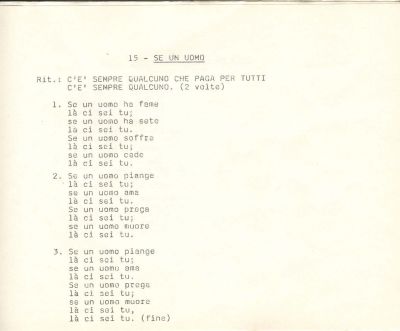 15 - SE UN UOMO
Rit.: C'E' SEMPRE QUALCUNO CHE PAGA PER TUTTI
C'E' SEMPRE QUALCUNO. (2 volte)
1. Se un uomo ha fame
là ci sei tu;
se un uomo ha sete
là ci sei tu.
Se un uomo soffre
là ci sei tu;
se un uomo cade
là ci sei tu.
2. Se un uomo piange
là ci sei tu;
se un uomo ama
là ci sei tu.
Se un uomo prega
là ci sei tu;
se un uomo muore
là ci sei tu.
3. Se un uomo piange
là ci sei tu;
se un uomo ama
là ci sei tu.
Se un uomo prega
là ci sei tu;
se un uomo muore
là ci sei tu,
là ci sei tu. (fine)